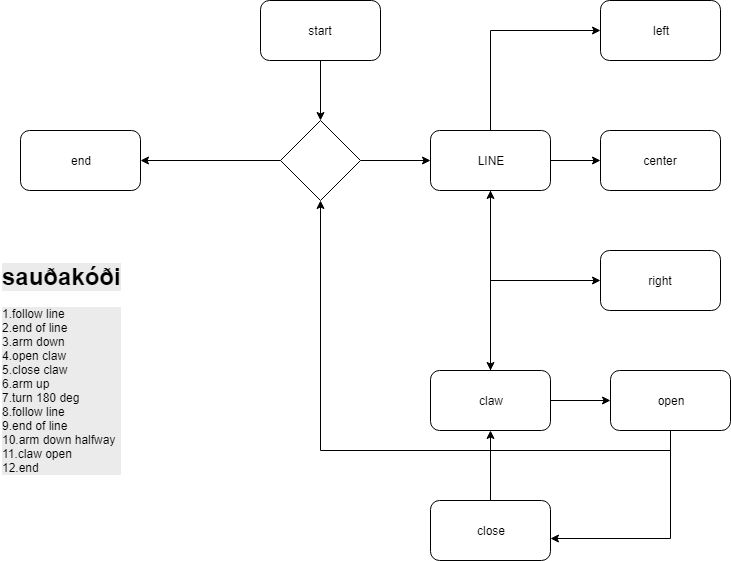 start
left
end
LINE
center
sauðakóði
right
1.follow line
2.end of line
3.arm down
4.open claw
5.close claw
6.arm up
7.turn 180 deg
8.follow line
9.end of line
10.arm down halfway
11.claw open
12.end
claw
open
close